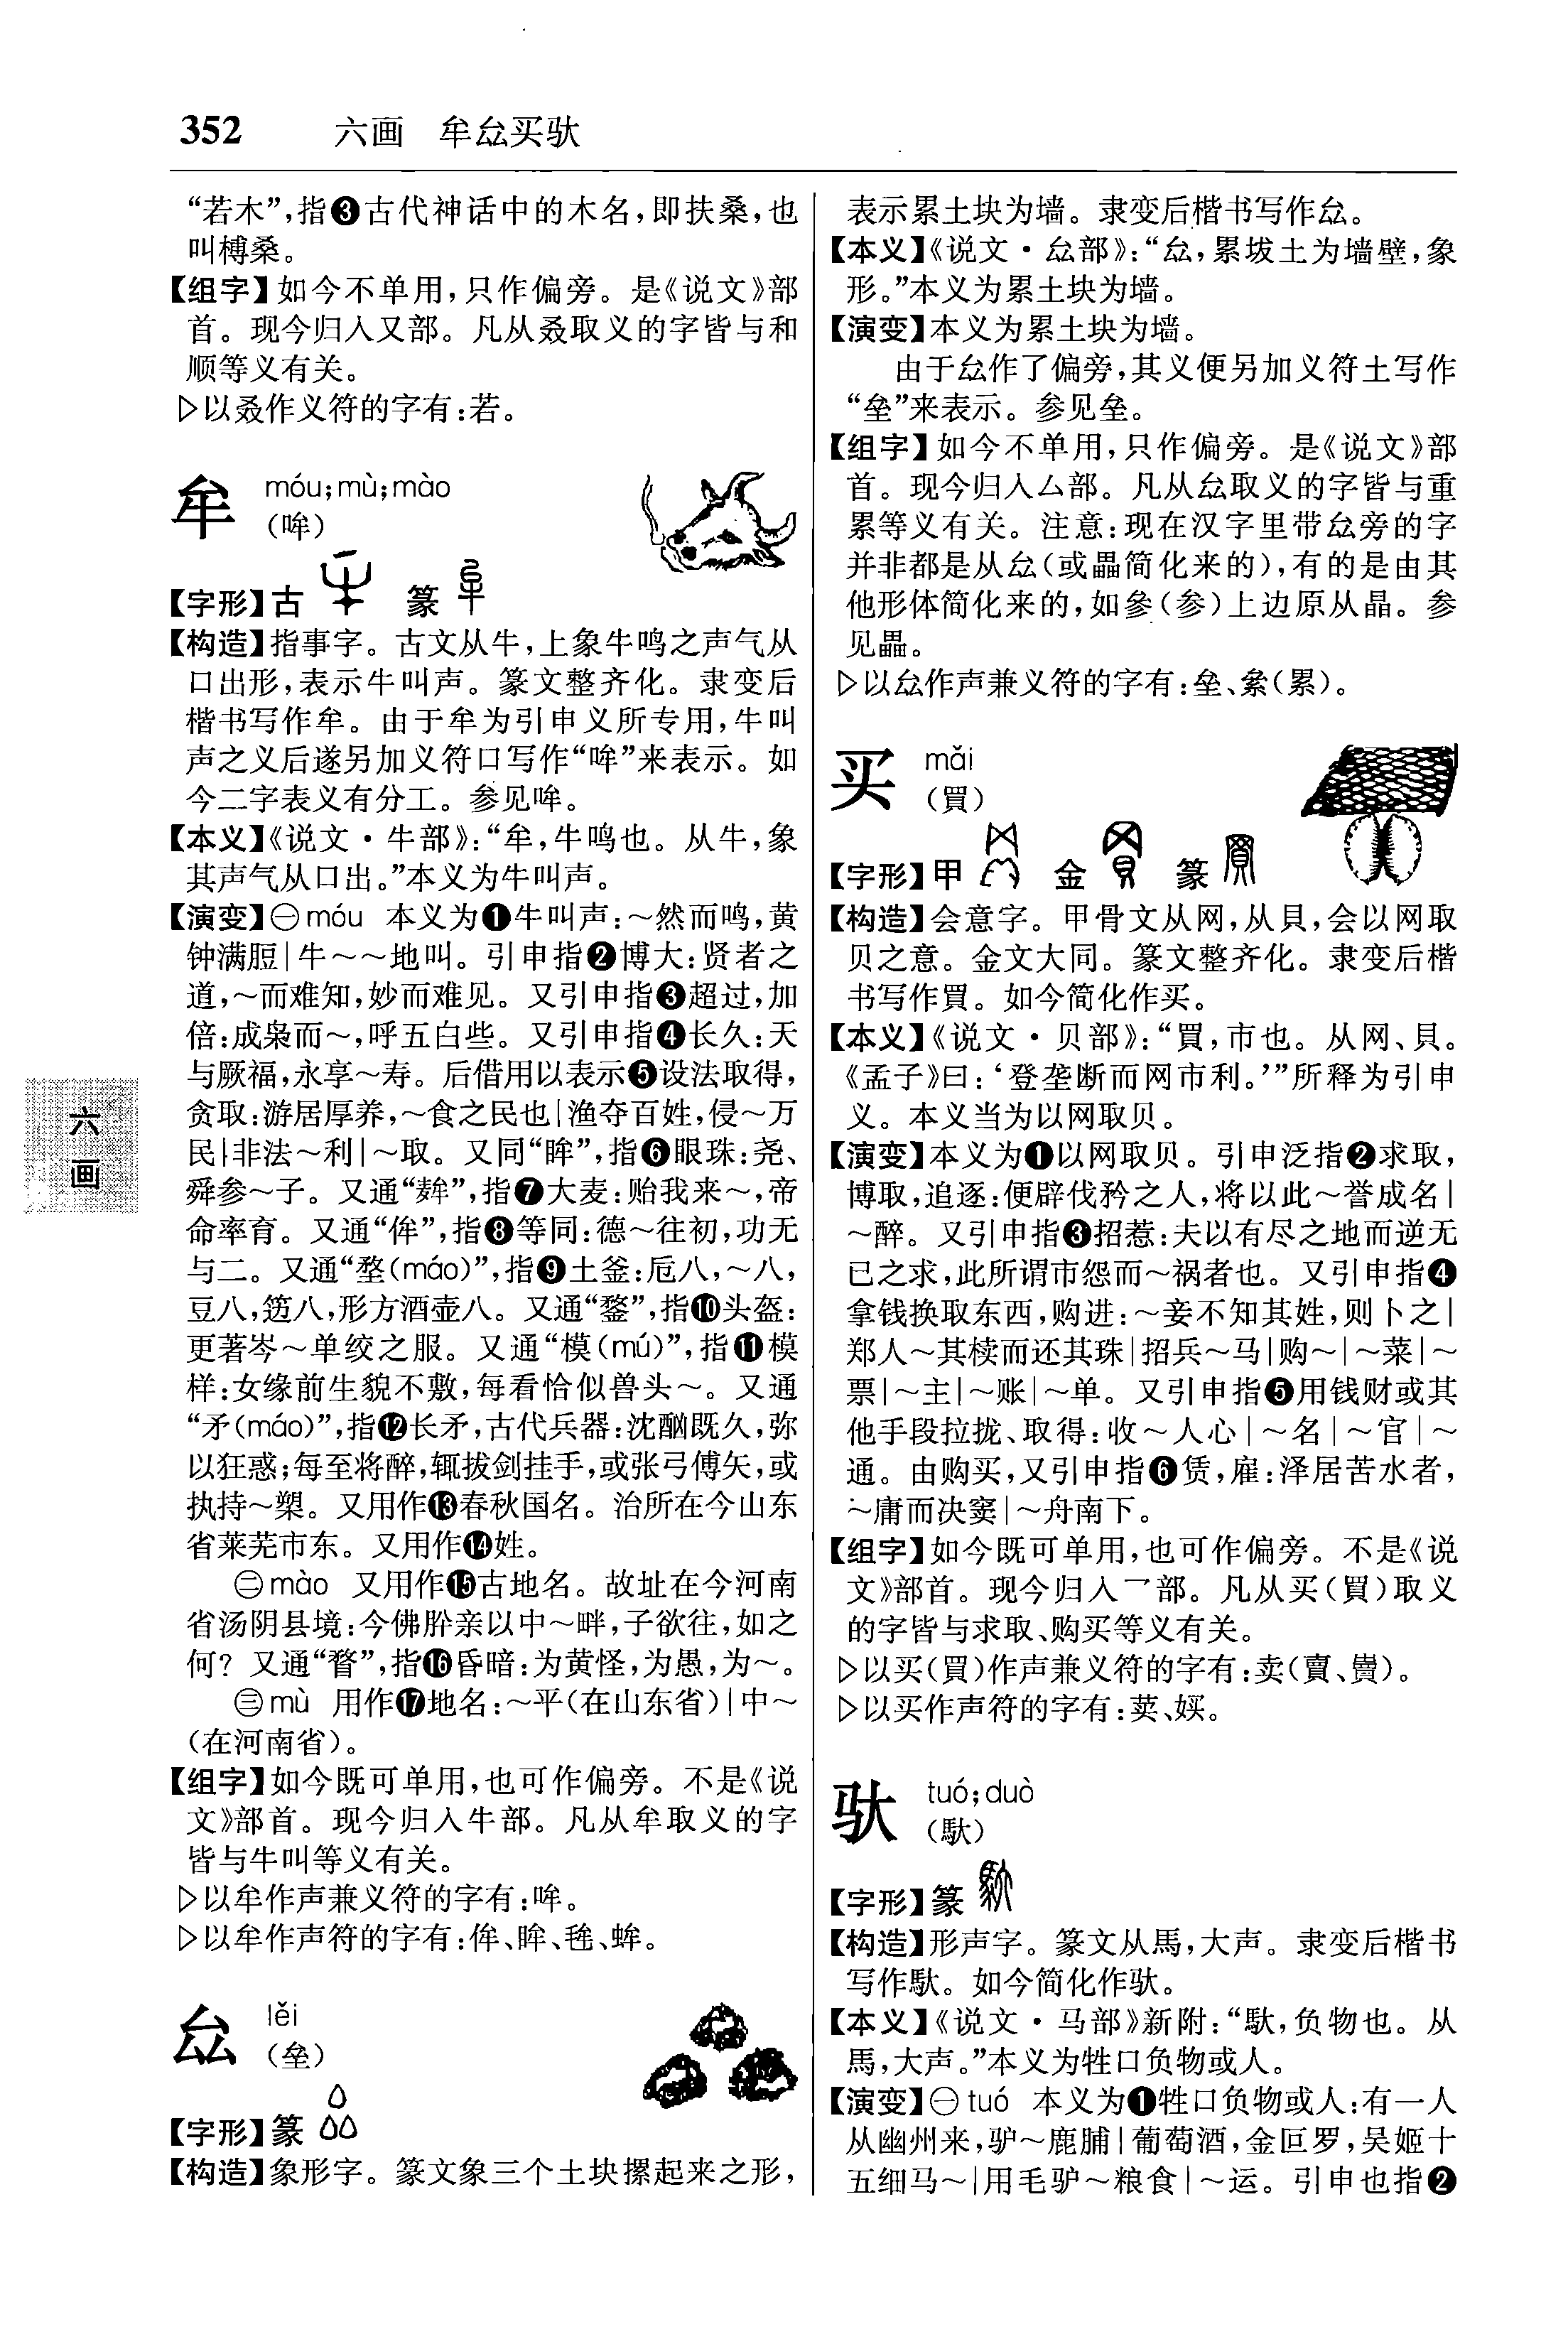 352 六画 牟厽买驮
“若木”,指❸古代神话中的木名,即扶桑,也
叫榑桑。
【组字】如今不单用,只作偏旁。是《说文》部
首。现今归入又部。凡从叒取义的字皆与和
顺等义有关。
▷以叒作义符的字有:若。
牟 móu;mù;mào
(哞)
【字形】古 篆
【构造】指事字。古文从牛,上象牛鸣之声气从
口出形,表示牛叫声。篆文整齐化。隶变后
楷书写作牟。由于牟为引申义所专用,牛叫
声之义后遂另加义符口写作“哞”来表示。如
今二字表义有分工。参见哞。
【本义】《说文·牛部》:“牟,牛鸣也。从牛,象
其声气从口出。”本义为牛叫声。
【演变】㊀móu 本义为❶牛叫声:~然而鸣,黄
钟满脰|牛~~地叫。引申指❷博大:贤者之
道,~而难知,妙而难见。又引申指❸超过,加
倍:成枭而~,呼五白些。又引申指❹长久:天
与厥福,永享~寿。后借用以表示❺设法取得,
贪取:游居厚养,~食之民也|渔夺百姓,侵~万
民|非法~利|~取。又同“眸”,指❻眼珠:尧、
舜参~子。又通“麰”,指❼大麦:贻我来~,帝
命率育。又通“侔”,指❽等同:德~往初,功无
与二。又通“堥(máo)”,指❾土釜:卮八,~八,
豆八,笾八,形方酒壶八。又通“鍪”,指❿头盔:
更著岑~单绞之服。又通“模(mú)”,指⓫模
样:女缘前生貌不敷,每看恰似兽头~。又通
“矛(máo)”,指⓬长矛,古代兵器:沈酗既久,弥
以狂惑;每至将醉,辄拔剑挂手,或张弓傅矢,或
执持~槊。又用作⓭春秋国名。治所在今山东
省莱芜市东。又用作⓮姓。
㊁mào 又用作⓯古地名。故址在今河南
省汤阴县境:今佛肸亲以中~畔,子欲往,如之
何? 又通“瞀”,指⓰昏暗:为黄怪,为愚,为~。
㊂mù 用作⓱地名:~平(在山东省)|中~
(在河南省)。
【组字】如今既可单用,也可作偏旁。不是《说
文》部首。现今归入牛部。凡从牟取义的字
皆与牛叫等义有关。
▷以牟作声兼义符的字有:哞。
▷以牟作声符的字有:侔、眸、毪、蛑。
厽 lěi
(垒)
【字形】篆
【构造】象形字。篆文象三个土块摞起来之形,
表示累土块为墙。隶变后楷书写作厽。
【本义】《说文·厽部》:“厽,累坺土为墙壁,象
形。”本义为累土块为墙。
【演变】本义为累土块为墙。
由于厽作了偏旁,其义便另加义符土写作
“垒”来表示。参见垒。
【组字】如今不单用,只作偏旁。是《说文》部
首。现今归入厶部。凡从厽取义的字皆与重
累等义有关。注意:现在汉字里带厽旁的字
并非都是从厽(或畾简化来的),有的是由其
他形体简化来的,如參(参)上边原从晶。参
见畾。
▷以厽作声兼义符的字有:垒、絫(累)。
买 mǎi
(買)
【字形】甲 金 篆
【构造】会意字。甲骨文从网,从貝,会以网取
贝之意。金文大同。篆文整齐化。隶变后楷
书写作買。如今简化作买。
【本义】《说文·贝部》:“買,市也。从网、貝。
《孟子》曰:‘登垄断而网市利。’”所释为引申
义。本义当为以网取贝。
【演变】本义为❶以网取贝。引申泛指❷求取,
博取,追逐:便辟伐矜之人,将以此~誉成名|
~醉。又引申指❸招惹:夫以有尽之地而逆无
已之求,此所谓市怨而~祸者也。又引申指❹
拿钱换取东西,购进:~妾不知其姓,则卜之|
郑人~其椟而还其珠|招兵~马|购~|~菜|~
票|~主|~账|~单。又引申指❺用钱财或其
他手段拉拢、取得:收~人心|~名|~官|~
通。由购买,又引申指❻赁,雇:泽居苦水者,
~庸而决窦|~舟南下。
【组字】如今既可单用,也可作偏旁。不是《说
文》部首。现今归入乛部。凡从买(買)取义
的字皆与求取、购买等义有关。
▷以买(買)作声兼义符的字有:卖(賣、賫)。
▷以买作声符的字有:荬、嫼。
驮 tuó;duò
(馱)
【字形】篆
【构造】形声字。篆文从馬,大声。隶变后楷书
写作馱。如今简化作驮。
【本义】《说文·马部》新附:“馱,负物也。从
馬,大声。”本义为牲口负物或人。
【演变】㊀tuó 本义为❶牲口负物或人:有一人
从幽州来,驴~鹿脯|葡萄酒,金叵罗,吴姬十
五细马~|用毛驴~粮食|~运。引申也指❷
六画